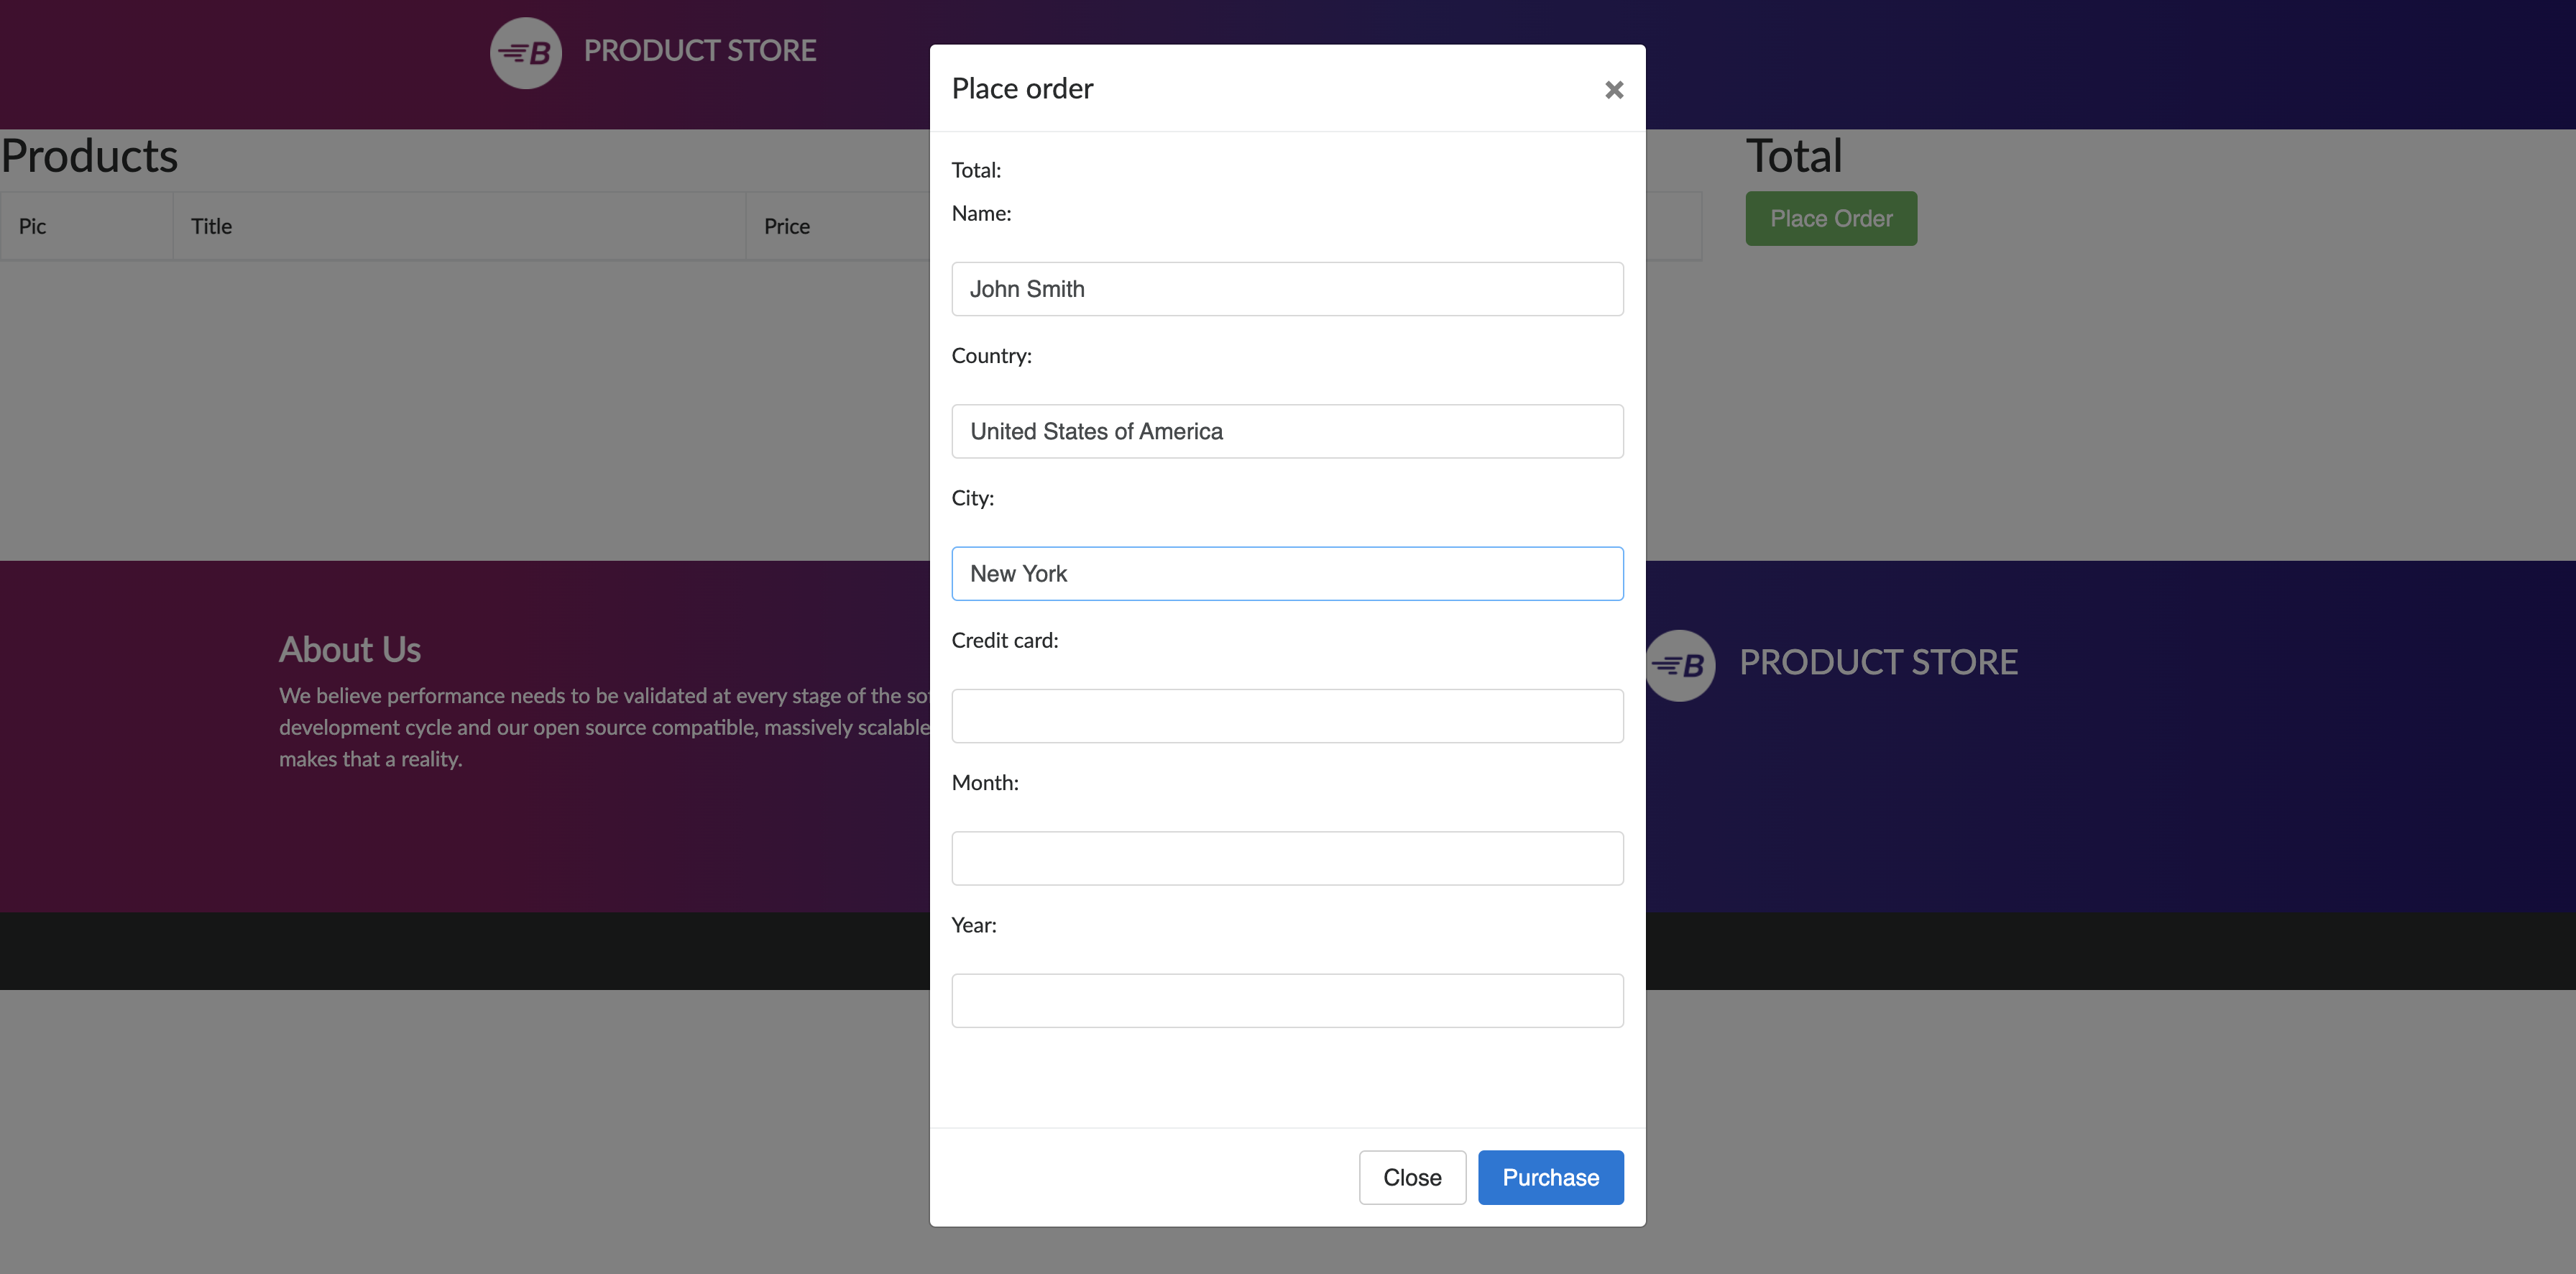 B PRODUCT STORE
Products
Pic Title Price
Total
Place Order
Place order
×
Total:
Name:
John Smith
Country:
United States of America
City:
New York
Credit card:
Month:
Year:
Close Purchase
About Us
We believe performance needs to be validated at every stage of the
development cycle and our open source compatible, massively scalable
makes that a reality.
B PRODUCT STORE